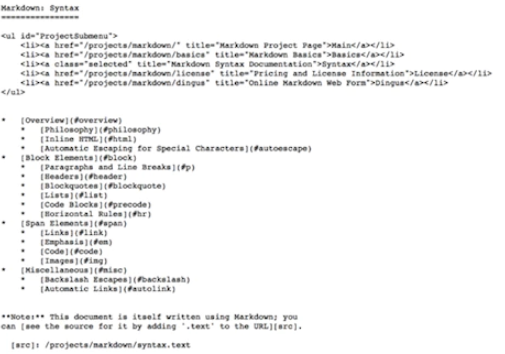 Markdown: Syntax
================
<ul id="ProjectSubmenu">
    <li><a href="/projects/markdown/" title="Markdown Project Page">Main</a></li>
    <li><a href="/projects/markdown/basics" title="Markdown Basics">Basics</a></li>
    <li><a class="selected" title="Markdown Syntax Documentation">Syntax</a></li>
    <li><a href="/projects/markdown/license" title="Pricing and License Information">License</a></li>
    <li><a href="/projects/markdown/dingus" title="Online Markdown Web Form">Dingus</a></li>
</ul>
*   [Overview](#overview)
    *   [Philosophy](#philosophy)
    *   [Inline HTML](#html)
    *   [Automatic Escaping for Special Characters](#autoescape)
*   [Block Elements](#block)
    *   [Paragraphs and Line Breaks](#p)
    *   [Headers](#header)
    *   [Blockquotes](#blockquote)
    *   [Lists](#list)
    *   [Code Blocks](#precode)
    *   [Horizontal Rules](#hr)
*   [Span Elements](#span)
    *   [Links](#link)
    *   [Emphasis](#em)
    *   [Code](#code)
    *   [Images](#img)
*   [Miscellaneous](#misc)
    *   [Backslash Escapes](#backslash)
    *   [Automatic Links](#autolink)
**Note:** This document is itself written using Markdown; you
can [see the source for it by adding '.text' to the URL][src].
  [src]: /projects/markdown/syntax.text